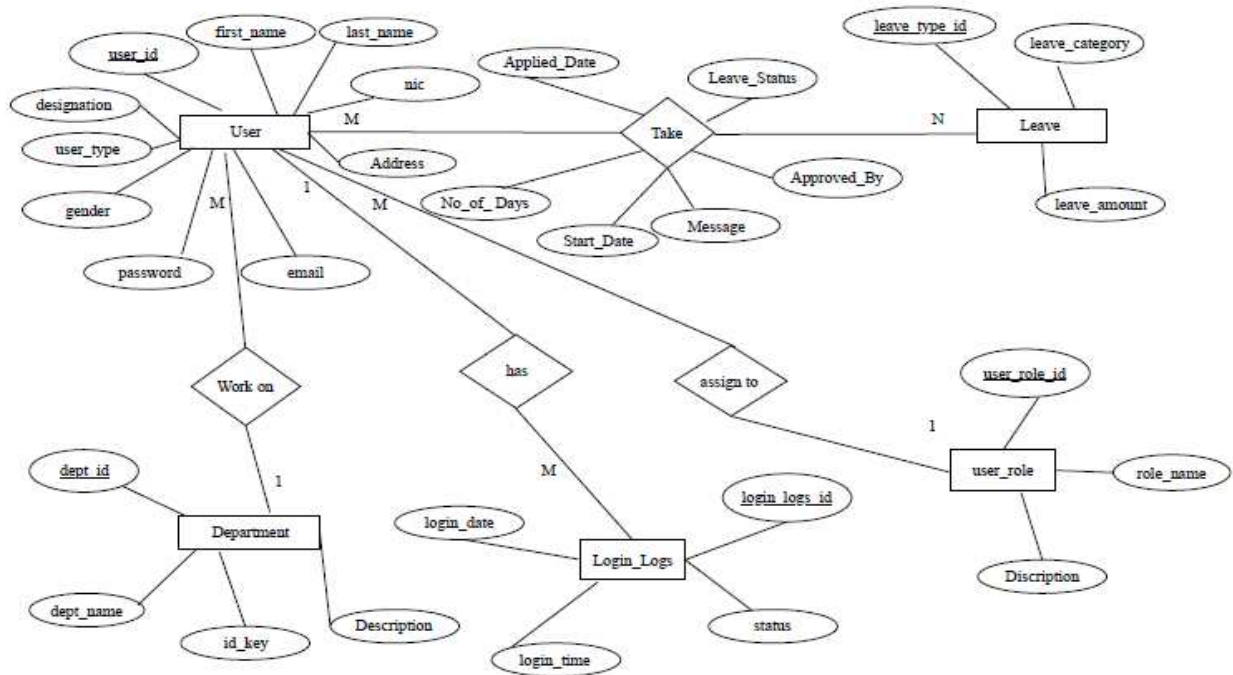 first_name
last_name
leave_type_id
user_id
leave_category
Applied_Date
Leave_Status
nic
designation
User
M
Take
N
Leave
user_type
Address
Approved_By
1
No_of_ Days
M
gender
M
leave_amount
Message
Start_Date
password
email
has
Work on
assign to
user_role_id
1
dept_id
M
user_role
role_name
1
login_logs_id
login_date
Department
Login_Logs
Discription
dept_name
Description
status
id_key
login_time